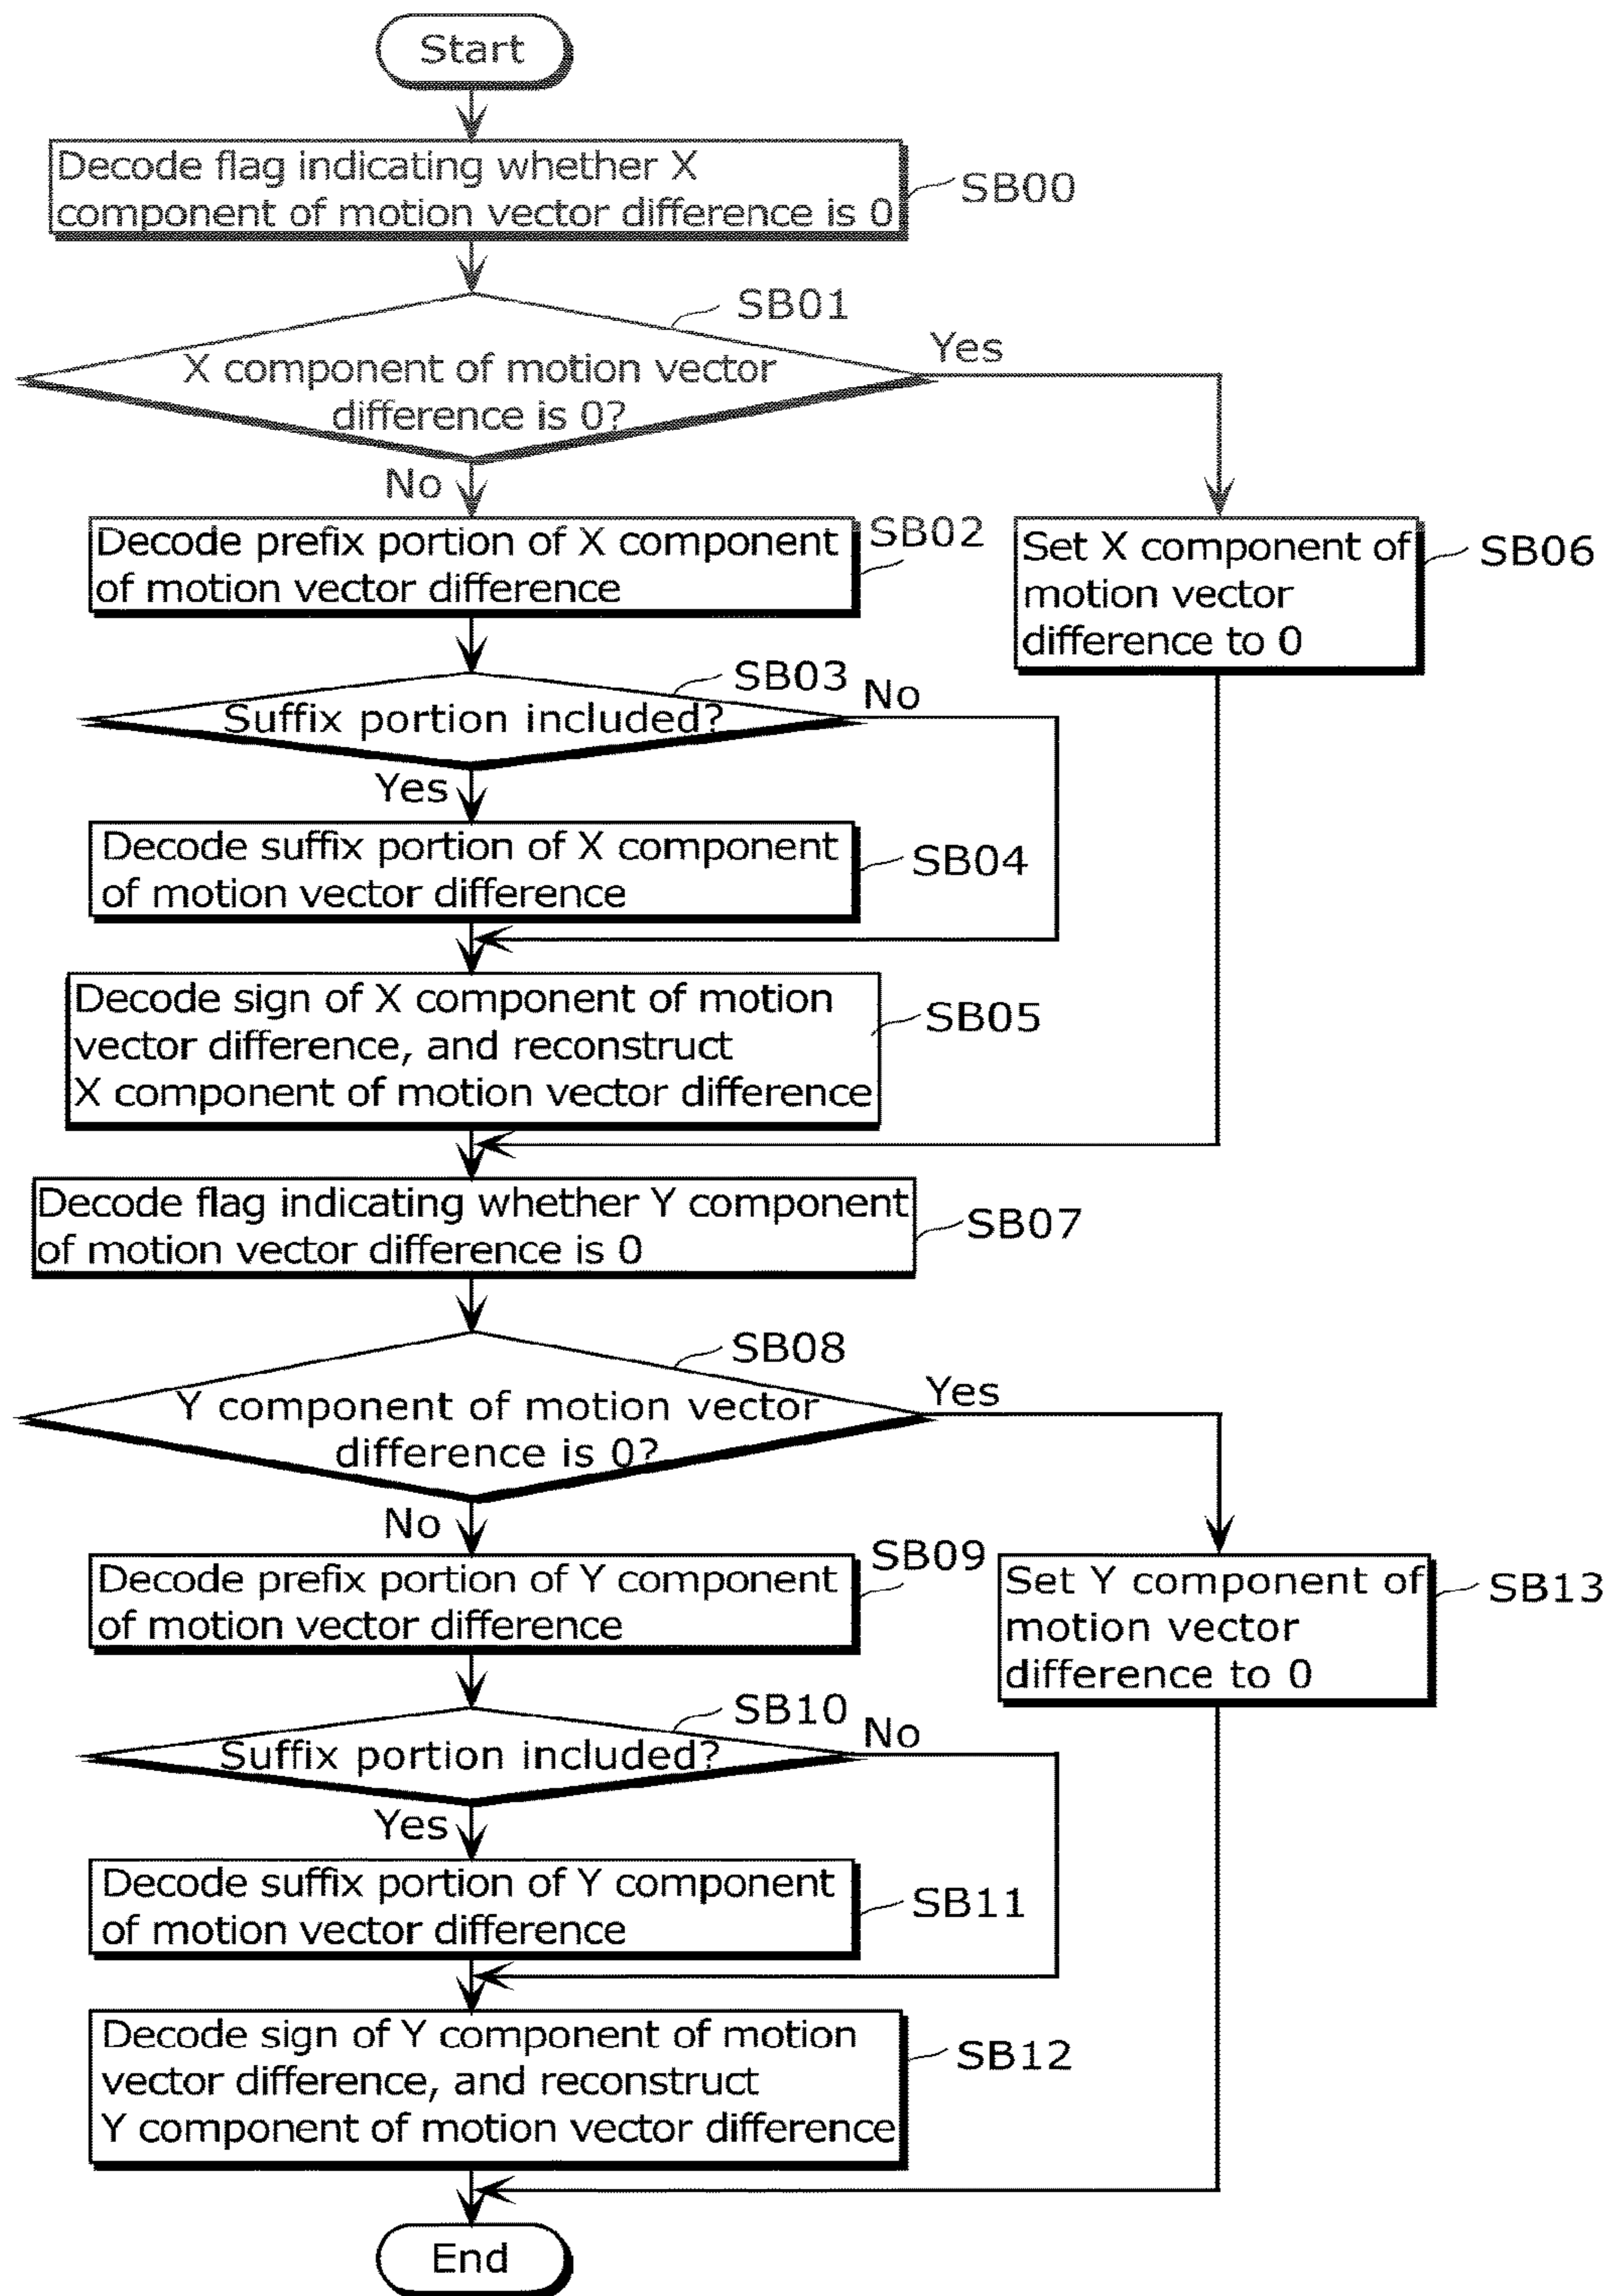 Start
Decode flag indicating whether X
component of motion vector difference is 0
SB00
SB01
X component of motion vector
difference is 0?
Yes
No
Decode prefix portion of X component
of motion vector difference
SB02
Set X component of
motion vector
difference to 0
SB06
SB03
Suffix portion included?
No
Yes
Decode suffix portion of X component
of motion vector difference
SB04
Decode sign of X component of motion
vector difference, and reconstruct
X component of motion vector difference
SB05
Decode flag indicating whether Y component
of motion vector difference is 0
SB07
SB08
Y component of motion vector
difference is 0?
Yes
No
Decode prefix portion of Y component
of motion vector difference
SB09
Set Y component of
motion vector
difference to 0
SB13
SB10
Suffix portion included?
No
Yes
Decode suffix portion of Y component
of motion vector difference
SB11
Decode sign of Y component of motion
vector difference, and reconstruct
Y component of motion vector difference
SB12
End